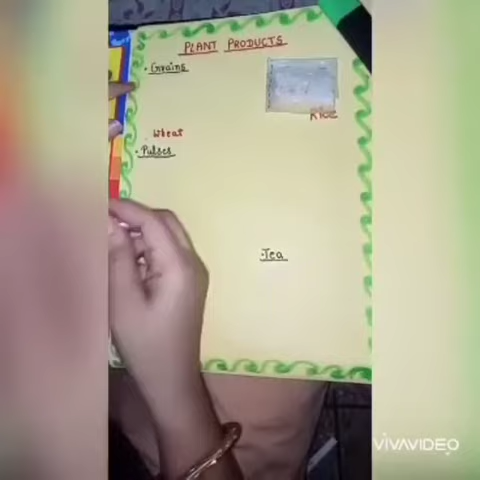 PLANT PRODUCTS
• Grains
Rice
Wheat
• Pulses
• Tea
VIVAVIDEO